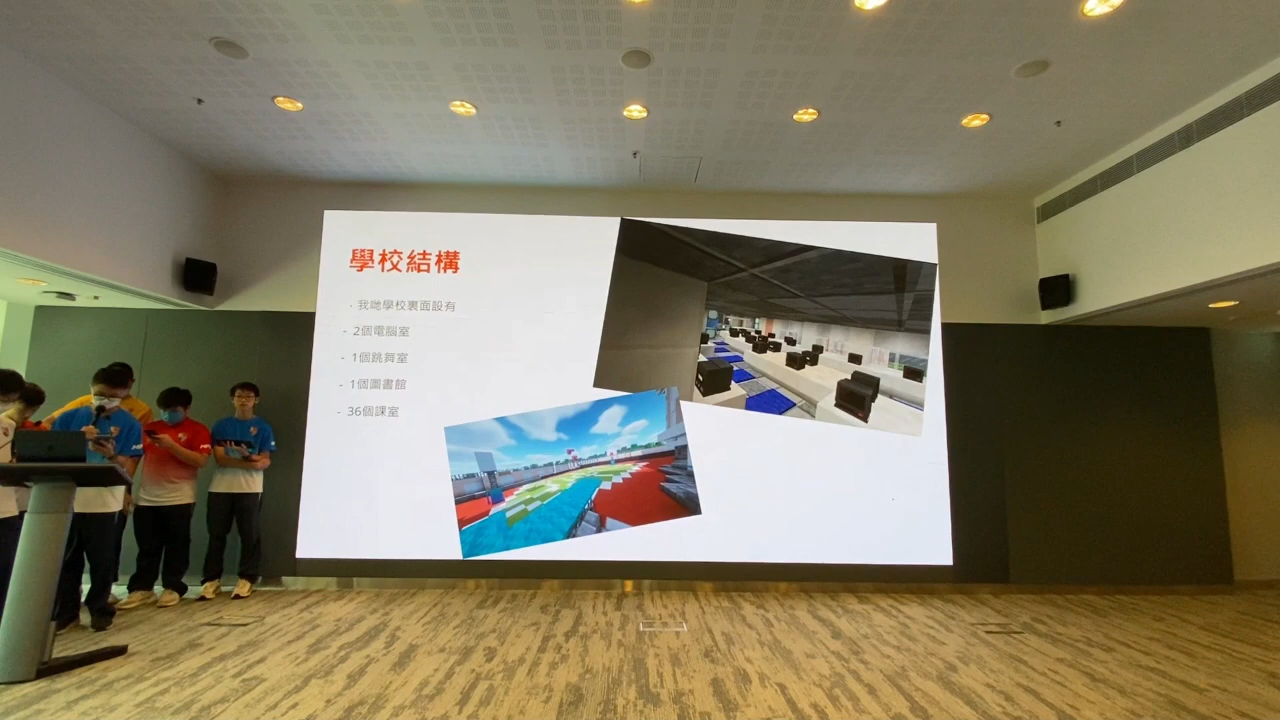 學校結構
- 我哋學校裏面設有
- 2個電腦室
- 1個跳舞室
- 1個圖書館
- 36個課室